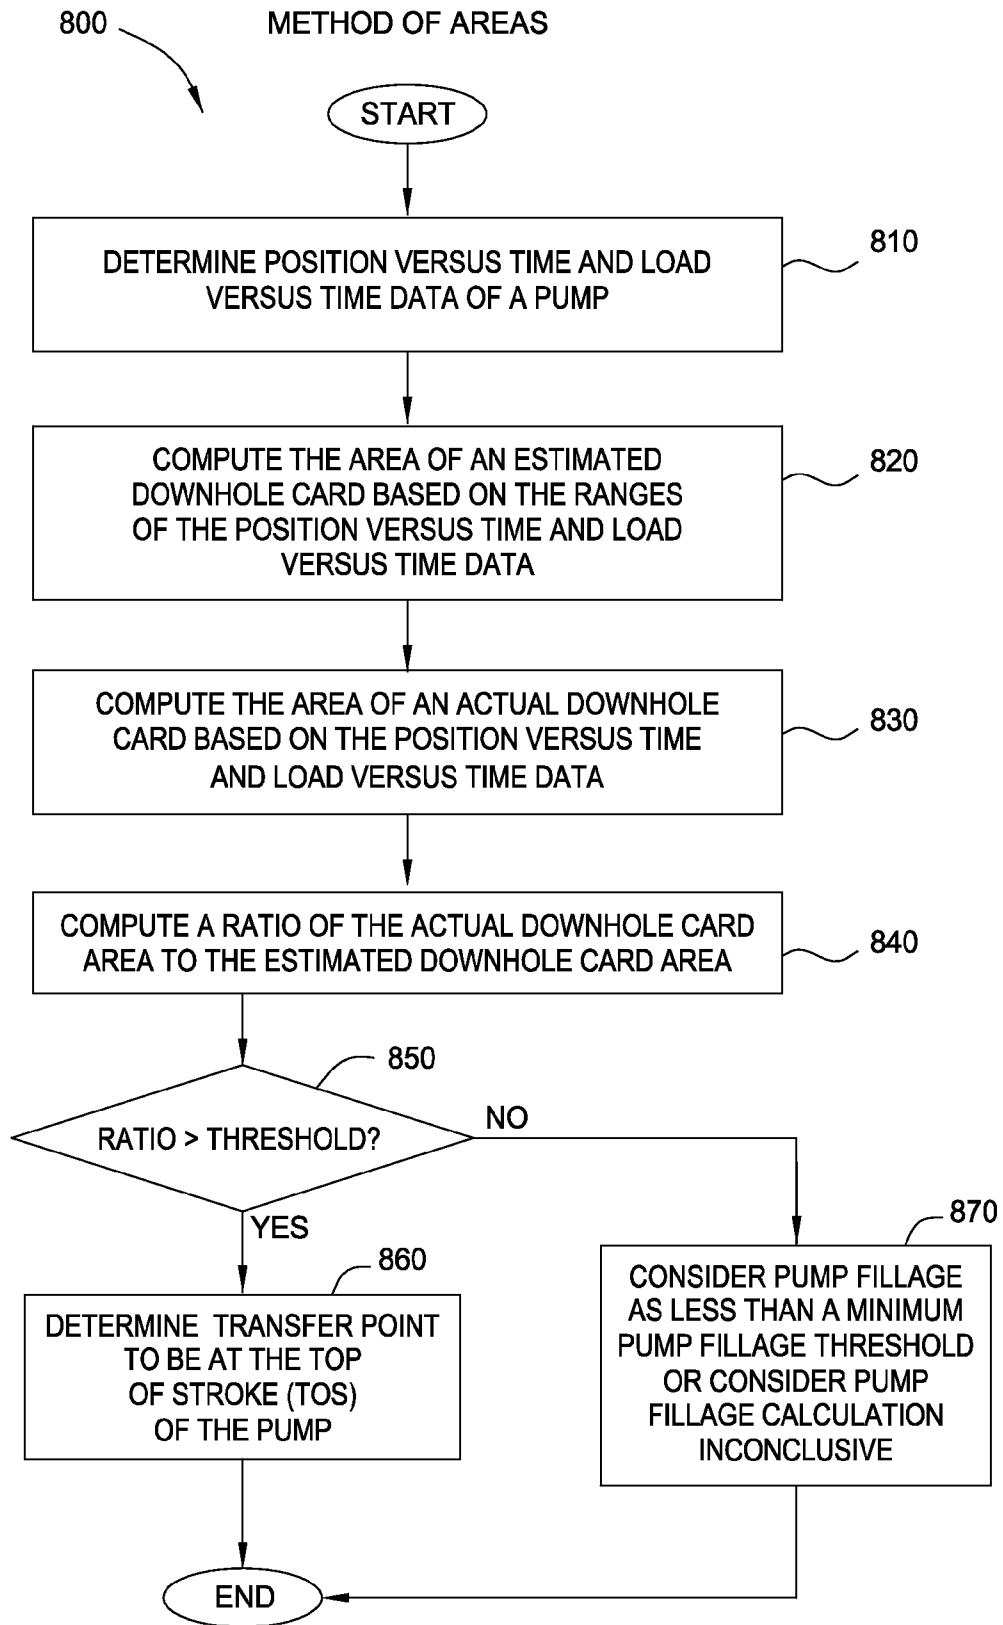 800
METHOD OF AREAS
START
DETERMINE POSITION VERSUS TIME AND LOAD
VERSUS TIME DATA OF A PUMP
810
COMPUTE THE AREA OF AN ESTIMATED
DOWNHOLE CARD BASED ON THE RANGES
OF THE POSITION VERSUS TIME AND LOAD
VERSUS TIME DATA
820
COMPUTE THE AREA OF AN ACTUAL DOWNHOLE
CARD BASED ON THE POSITION VERSUS TIME
AND LOAD VERSUS TIME DATA
830
COMPUTE A RATIO OF THE ACTUAL DOWNHOLE CARD
AREA TO THE ESTIMATED DOWNHOLE CARD AREA
840
850
RATIO > THRESHOLD?
NO
YES
860
DETERMINE TRANSFER POINT
TO BE AT THE TOP
OF STROKE (TOS)
OF THE PUMP
870
CONSIDER PUMP FILLAGE
AS LESS THAN A MINIMUM
PUMP FILLAGE THRESHOLD
OR CONSIDER PUMP
FILLAGE CALCULATION
INCONCLUSIVE
END